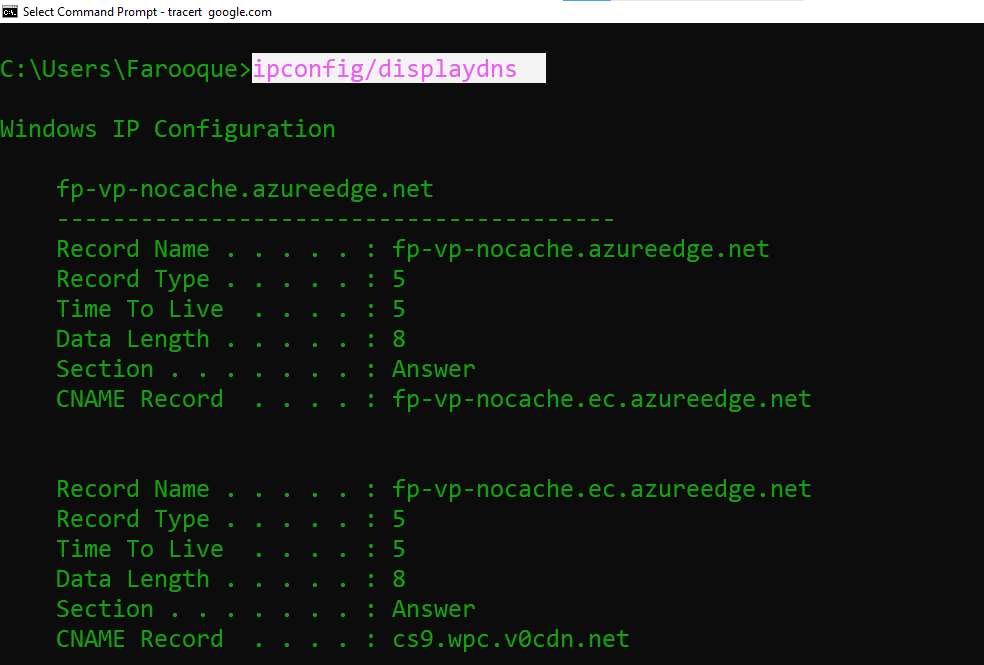 Select Command Prompt - tracert  google.com
C:\Users\Farooque>ipconfig/displaydns
Windows IP Configuration
fp-vp-nocache.azureedge.net
----------------------------------------
Record Name . . . . . : fp-vp-nocache.azureedge.net
Record Type . . . . . : 5
Time To Live  . . . . : 5
Data Length . . . . . : 8
Section . . . . . . . : Answer
CNAME Record  . . . . : fp-vp-nocache.ec.azureedge.net
Record Name . . . . . : fp-vp-nocache.ec.azureedge.net
Record Type . . . . . : 5
Time To Live  . . . . : 5
Data Length . . . . . : 8
Section . . . . . . . : Answer
CNAME Record  . . . . : cs9.wpc.v0cdn.net